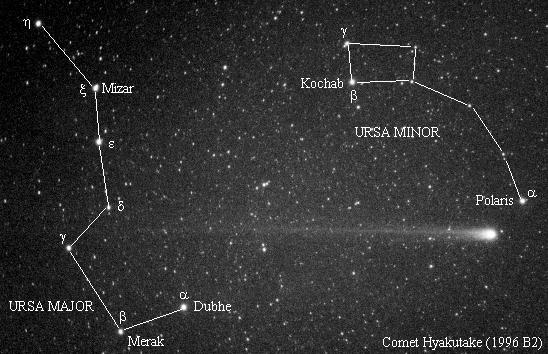 η
γ
ξ Mizar
Kochab
β
URSA MINOR
ε
α
Polaris
δ
γ
α
URSA MAJOR
β
Dubhe
Merak
Comet Hyakutake (1996 B2)